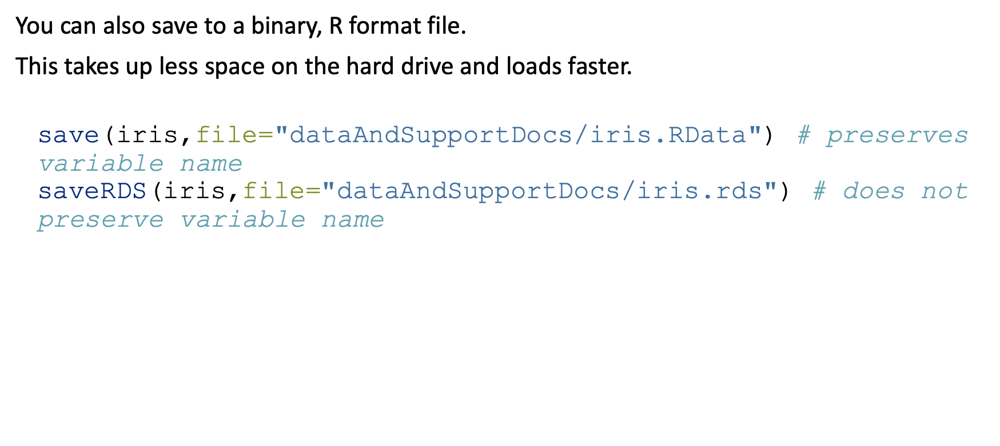 You can also save to a binary, R format file.
This takes up less space on the hard drive and loads faster.
save(iris,file="dataAndSupportDocs/iris.RData") # preserves
variable name
saveRDS(iris,file="dataAndSupportDocs/iris.rds") # does not
preserve variable name